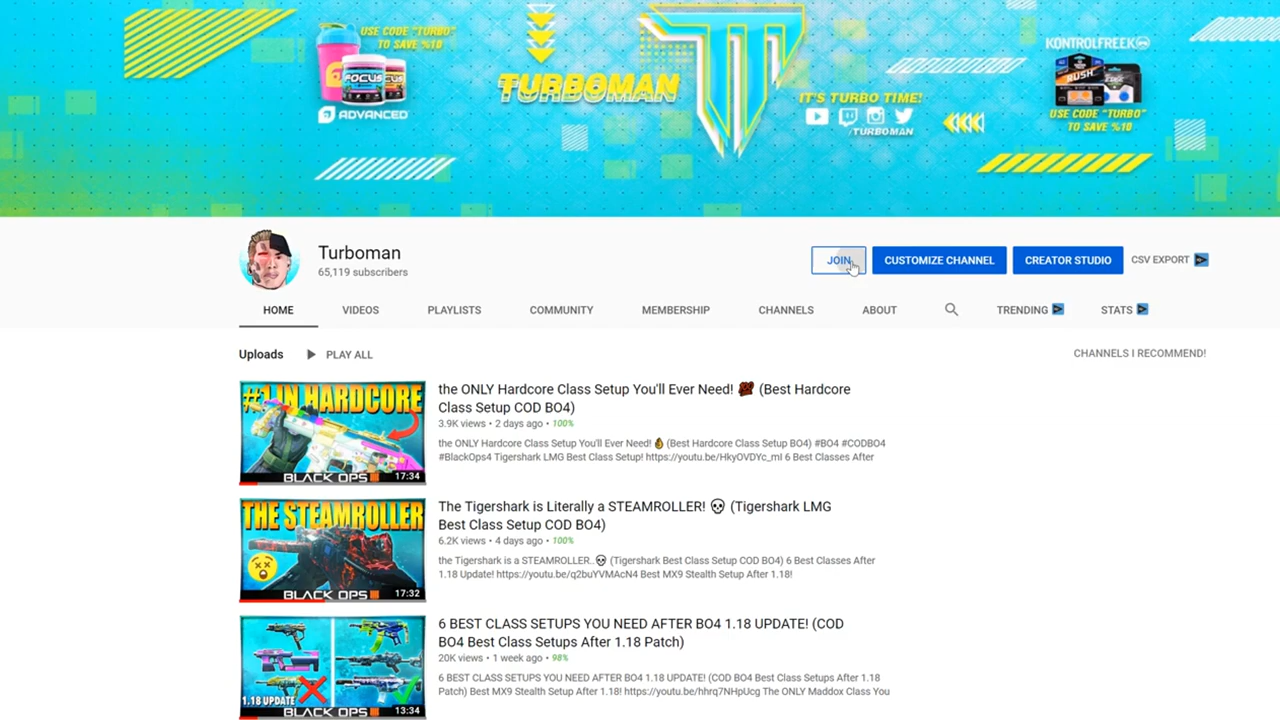 USE CODE "TURBO"
TO SAVE %10
FOCUS
ADVANCED
TURBOMAN
TT
IT'S TURBO TIME!
/TURBOMAN
KONTROLFREEK
RUSH
USE CODE "TURBO"
TO SAVE %10
Turboman
65,119 subscribers
JOIN
CUSTOMIZE CHANNEL
CREATOR STUDIO
CSV EXPORT
HOME
VIDEOS
PLAYLISTS
COMMUNITY
MEMBERSHIP
CHANNELS
ABOUT
TRENDING
STATS
Uploads
PLAY ALL
CHANNELS I RECOMMEND!
#1 IN HARDCORE
BLACK OPS
17:34
the ONLY Hardcore Class Setup You'll Ever Need! (Best Hardcore
Class Setup COD BO4)
3.9K views • 2 days ago • 100%
the ONLY Hardcore Class Setup You'll Ever Need! (Best Hardcore Class Setup BO4) #BO4 #CODBO4
#BlackOps4 Tigershark LMG Best Class Setup! https://youtu.be/HkyOVDYc_mI 6 Best Classes After
THE STEAMROLLER
BLACK OPS
17:32
The Tigershark is Literally a STEAMROLLER! (Tigershark LMG
Best Class Setup COD BO4)
6.2K views • 4 days ago • 100%
the Tigershark is a STEAMROLLER.. (Tigershark Best Class Setup COD BO4) 6 Best Classes After
1.18 Update! https://youtu.be/q2buYVMAcN4 Best MX9 Stealth Setup After 1.18!
1.18 UPDATE
BLACK OPS
13:34
6 BEST CLASS SETUPS YOU NEED AFTER BO4 1.18 UPDATE! (COD
BO4 Best Class Setups After 1.18 Patch)
20K views • 1 week ago • 98%
6 BEST CLASS SETUPS YOU NEED AFTER BO4 1.18 UPDATE! (COD BO4 Best Class Setups After 1.18
Patch) Best MX9 Stealth Setup After 1.18! https://youtu.be/hhrq7NHpUcg The ONLY Maddox Class You